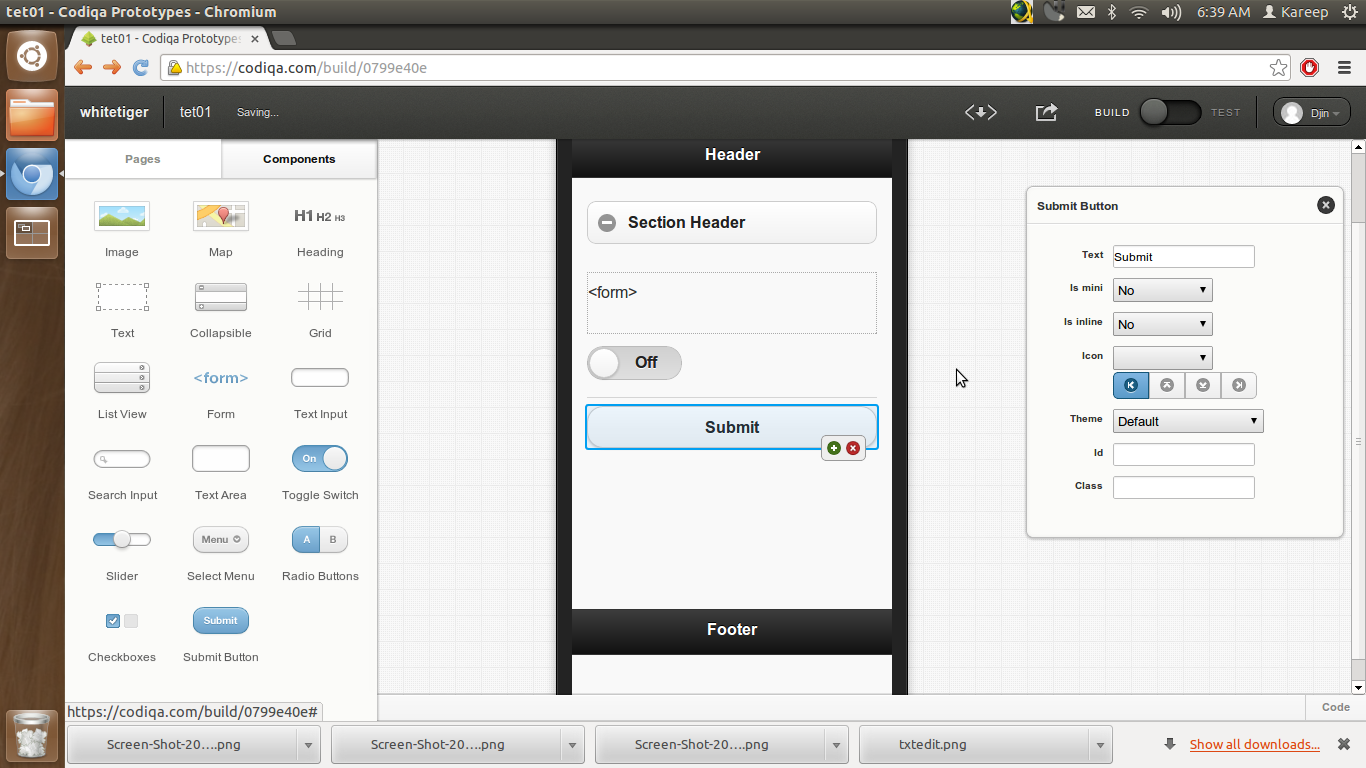 tet01 - Codiqa Prototypes - Chromium
6:39 AM Kareep
tet01 - Codiqa Prototypes
https://codiqa.com/build/0799e40e
whitetiger tet01 Saving...
BUILD TEST Djin
Pages Components
Image Map H1 H2 H3 Heading
Text Collapsible Grid
<form>
List View Form Text Input
On
Search Input Text Area Toggle Switch
Menu A B
Slider Select Menu Radio Buttons
Submit
Checkboxes Submit Button
https://codiqa.com/build/0799e40e#
Header
Section Header
<form>
Off
Submit
Footer
Submit Button
Text Submit
Is mini No
Is inline No
Icon
Theme Default
Id
Class
Code
Screen-Shot-20....png Screen-Shot-20....png Screen-Shot-20....png txtedit.png Show all downloads...